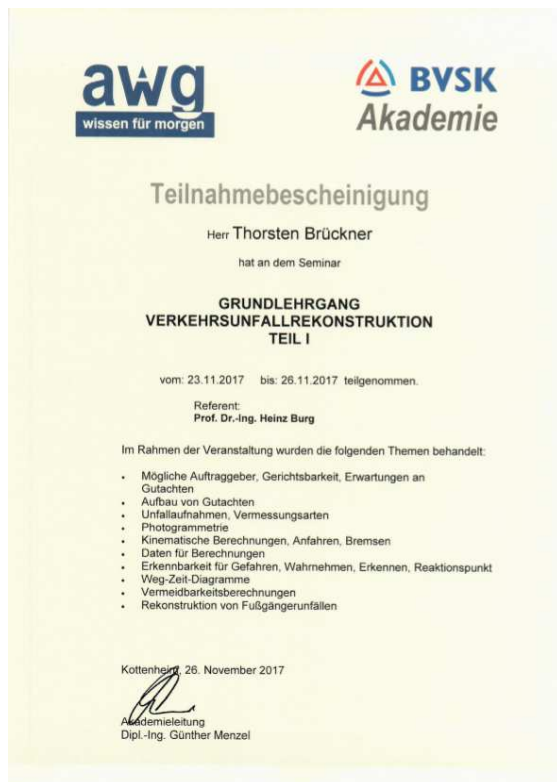 awg
wissen für morgen
BVSK
Akademie
Teilnahmebescheinigung
Herr Thorsten Brückner
hat an dem Seminar
GRUNDLEHRGANG
VERKEHRSUNFALLREKONSTRUKTION
TEIL I
vom: 23.11.2017 bis: 26.11.2017 teilgenommen.
Referent:
Prof. Dr.-Ing. Heinz Burg
Im Rahmen der Veranstaltung wurden die folgenden Themen behandelt:
• Mögliche Auftraggeber, Gerichtsbarkeit, Erwartungen an
Gutachten
• Aufbau von Gutachten
• Unfallaufnahmen, Vermessungsarten
• Photogrammetrie
• Kinematische Berechnungen, Anfahren, Bremsen
• Daten für Berechnungen
• Erkennbarkeit für Gefahren, Wahrnehmen, Erkennen, Reaktionspunkt
• Weg-Zeit-Diagramme
• Vermeidbarkeitsberechnungen
• Rekonstruktion von Fußgängerunfällen
Kottenheim, 26. November 2017
Akademieleitung
Dipl.-Ing. Günther Menzel